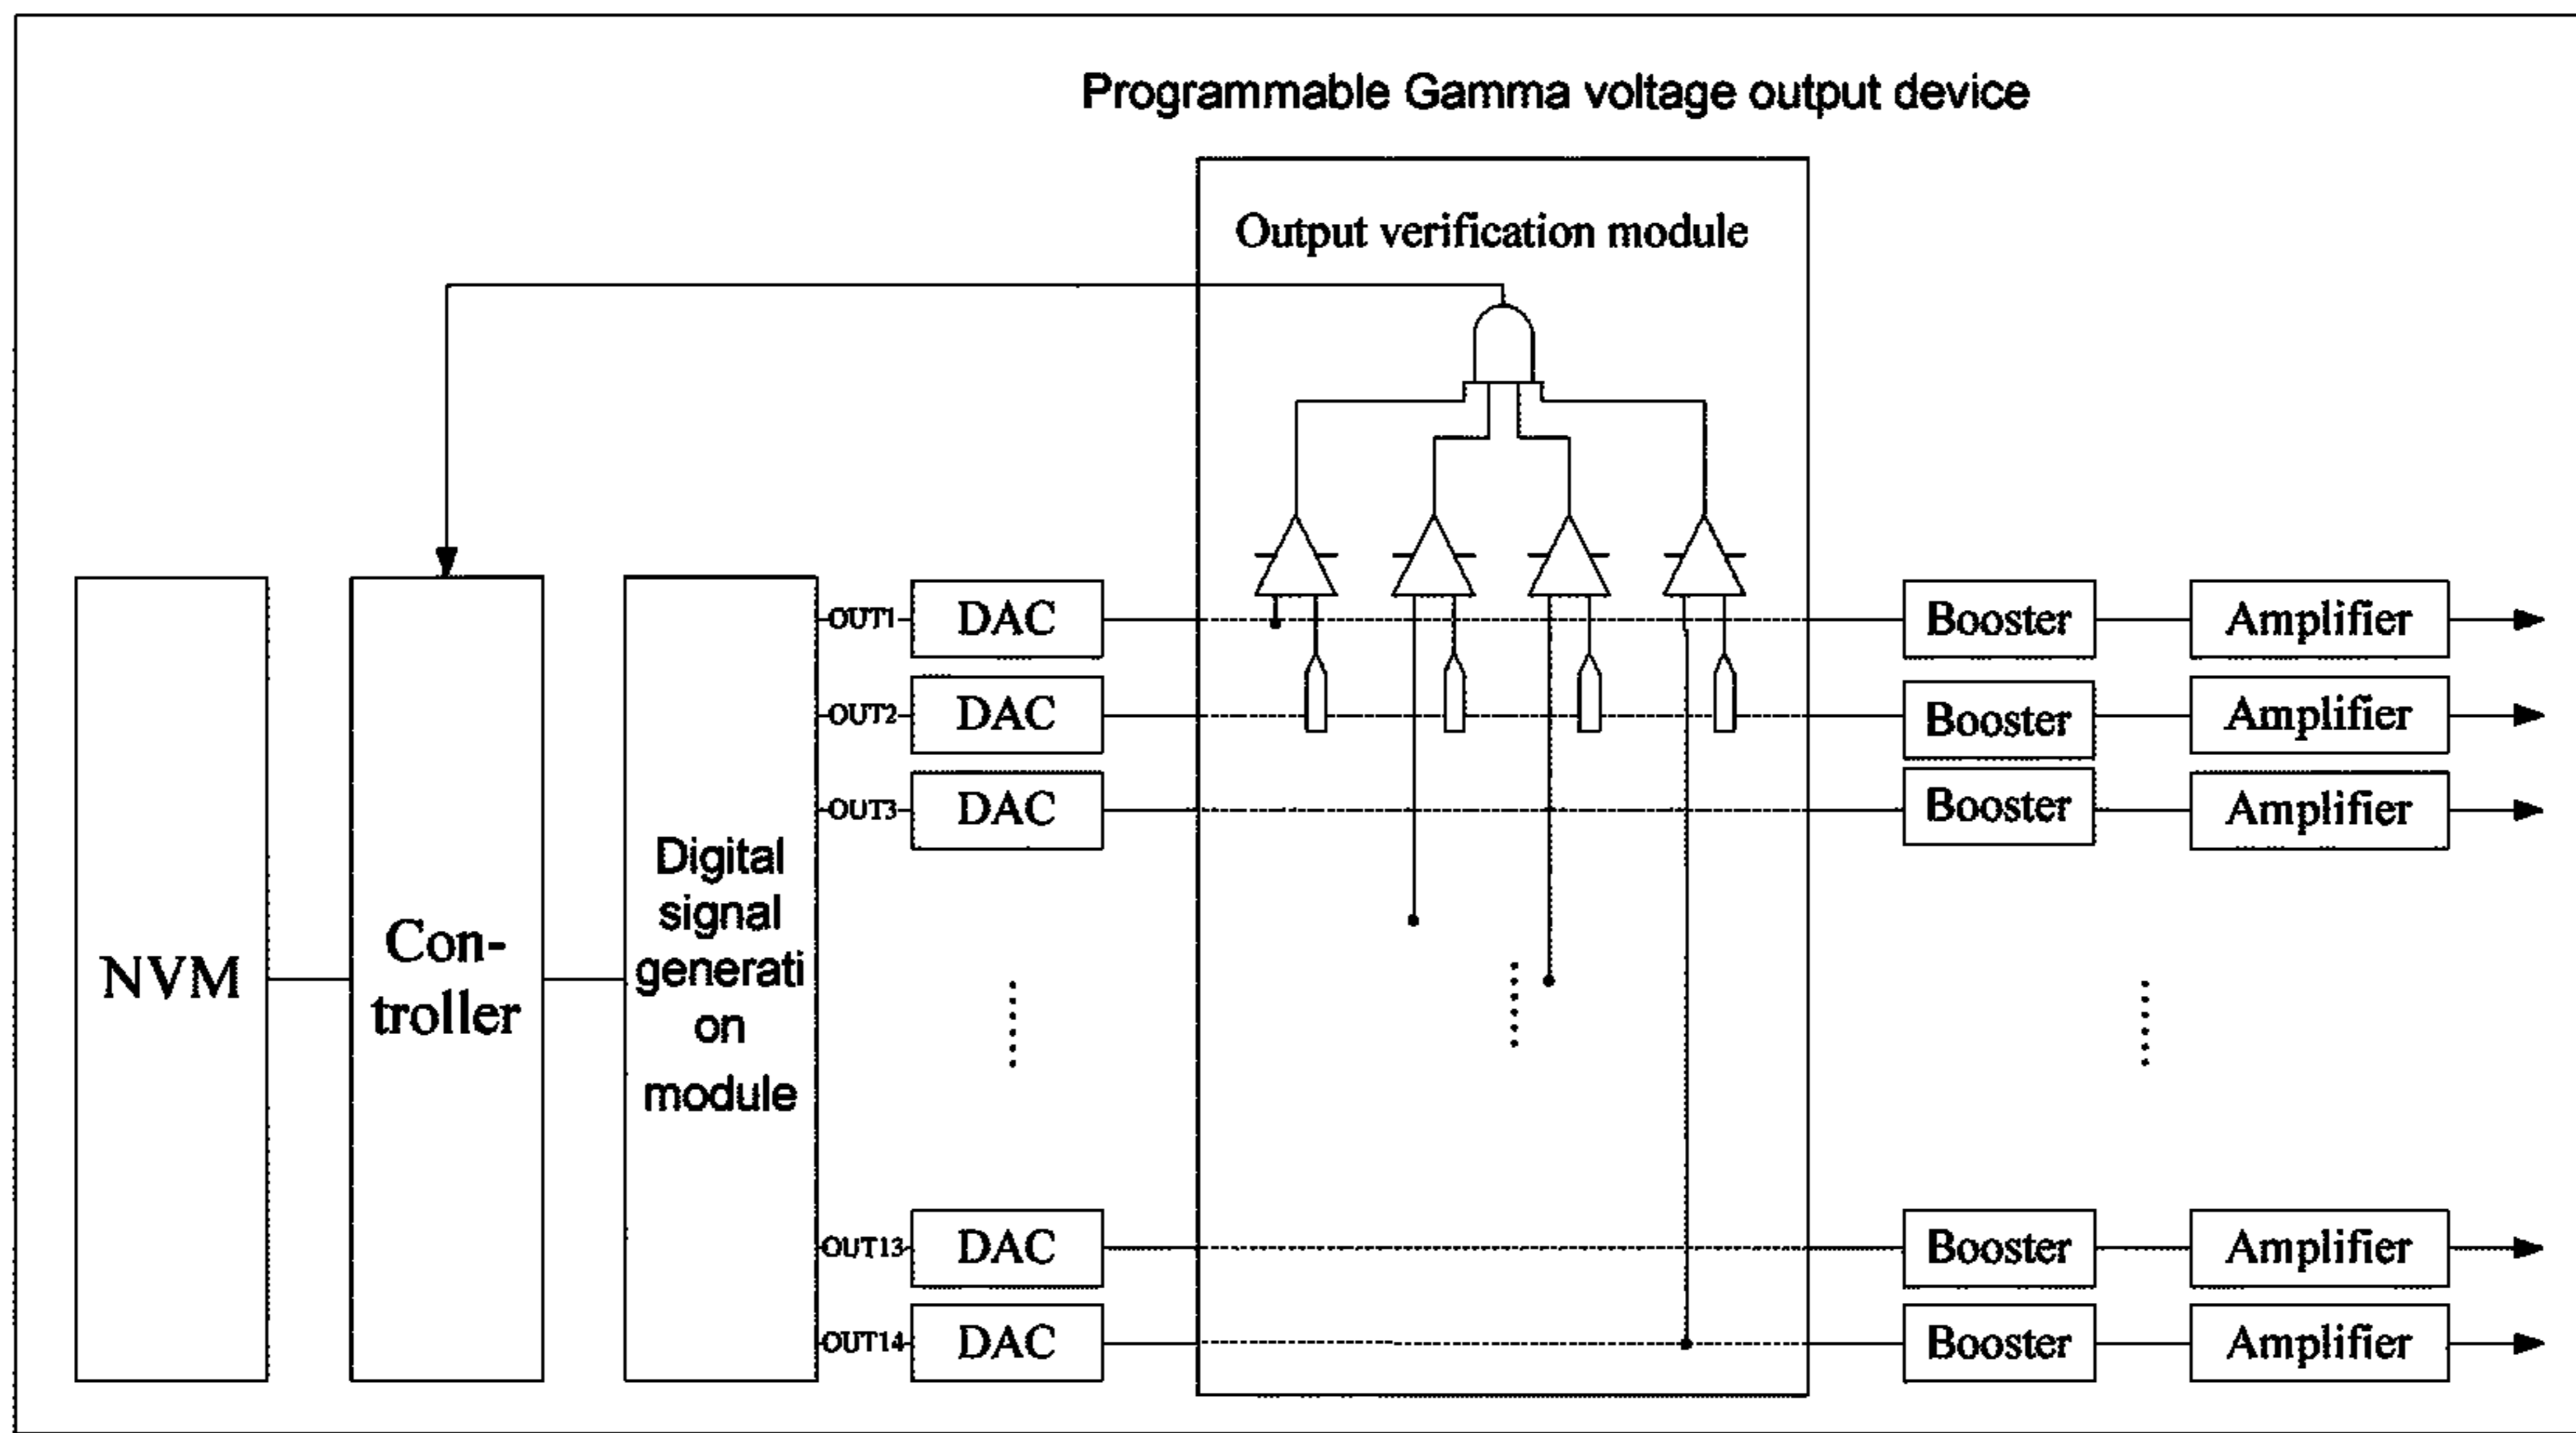 Programmable Gamma voltage output device
Output verification module
NVM
Con-
troller
Digital
signal
generati
on
module
OUT1
DAC
Booster
Amplifier
OUT2
DAC
Booster
Amplifier
OUT3
DAC
Booster
Amplifier
OUT13
DAC
Booster
Amplifier
OUT14
DAC
Booster
Amplifier